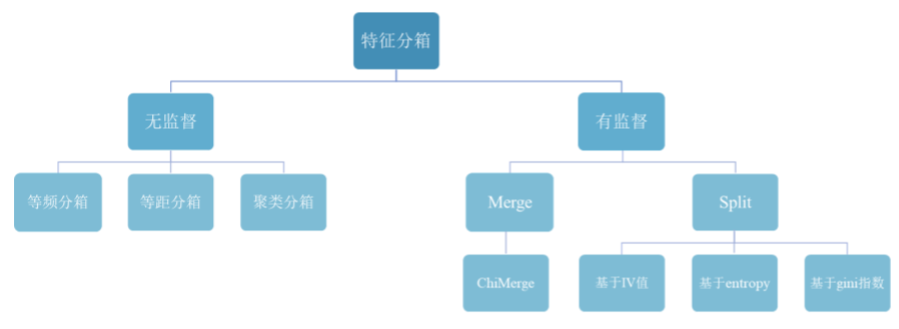 特征分箱
无监督
有监督
等频分箱
等距分箱
聚类分箱
Merge
Split
ChiMerge
基于IV值
基于entropy
基于gini指数